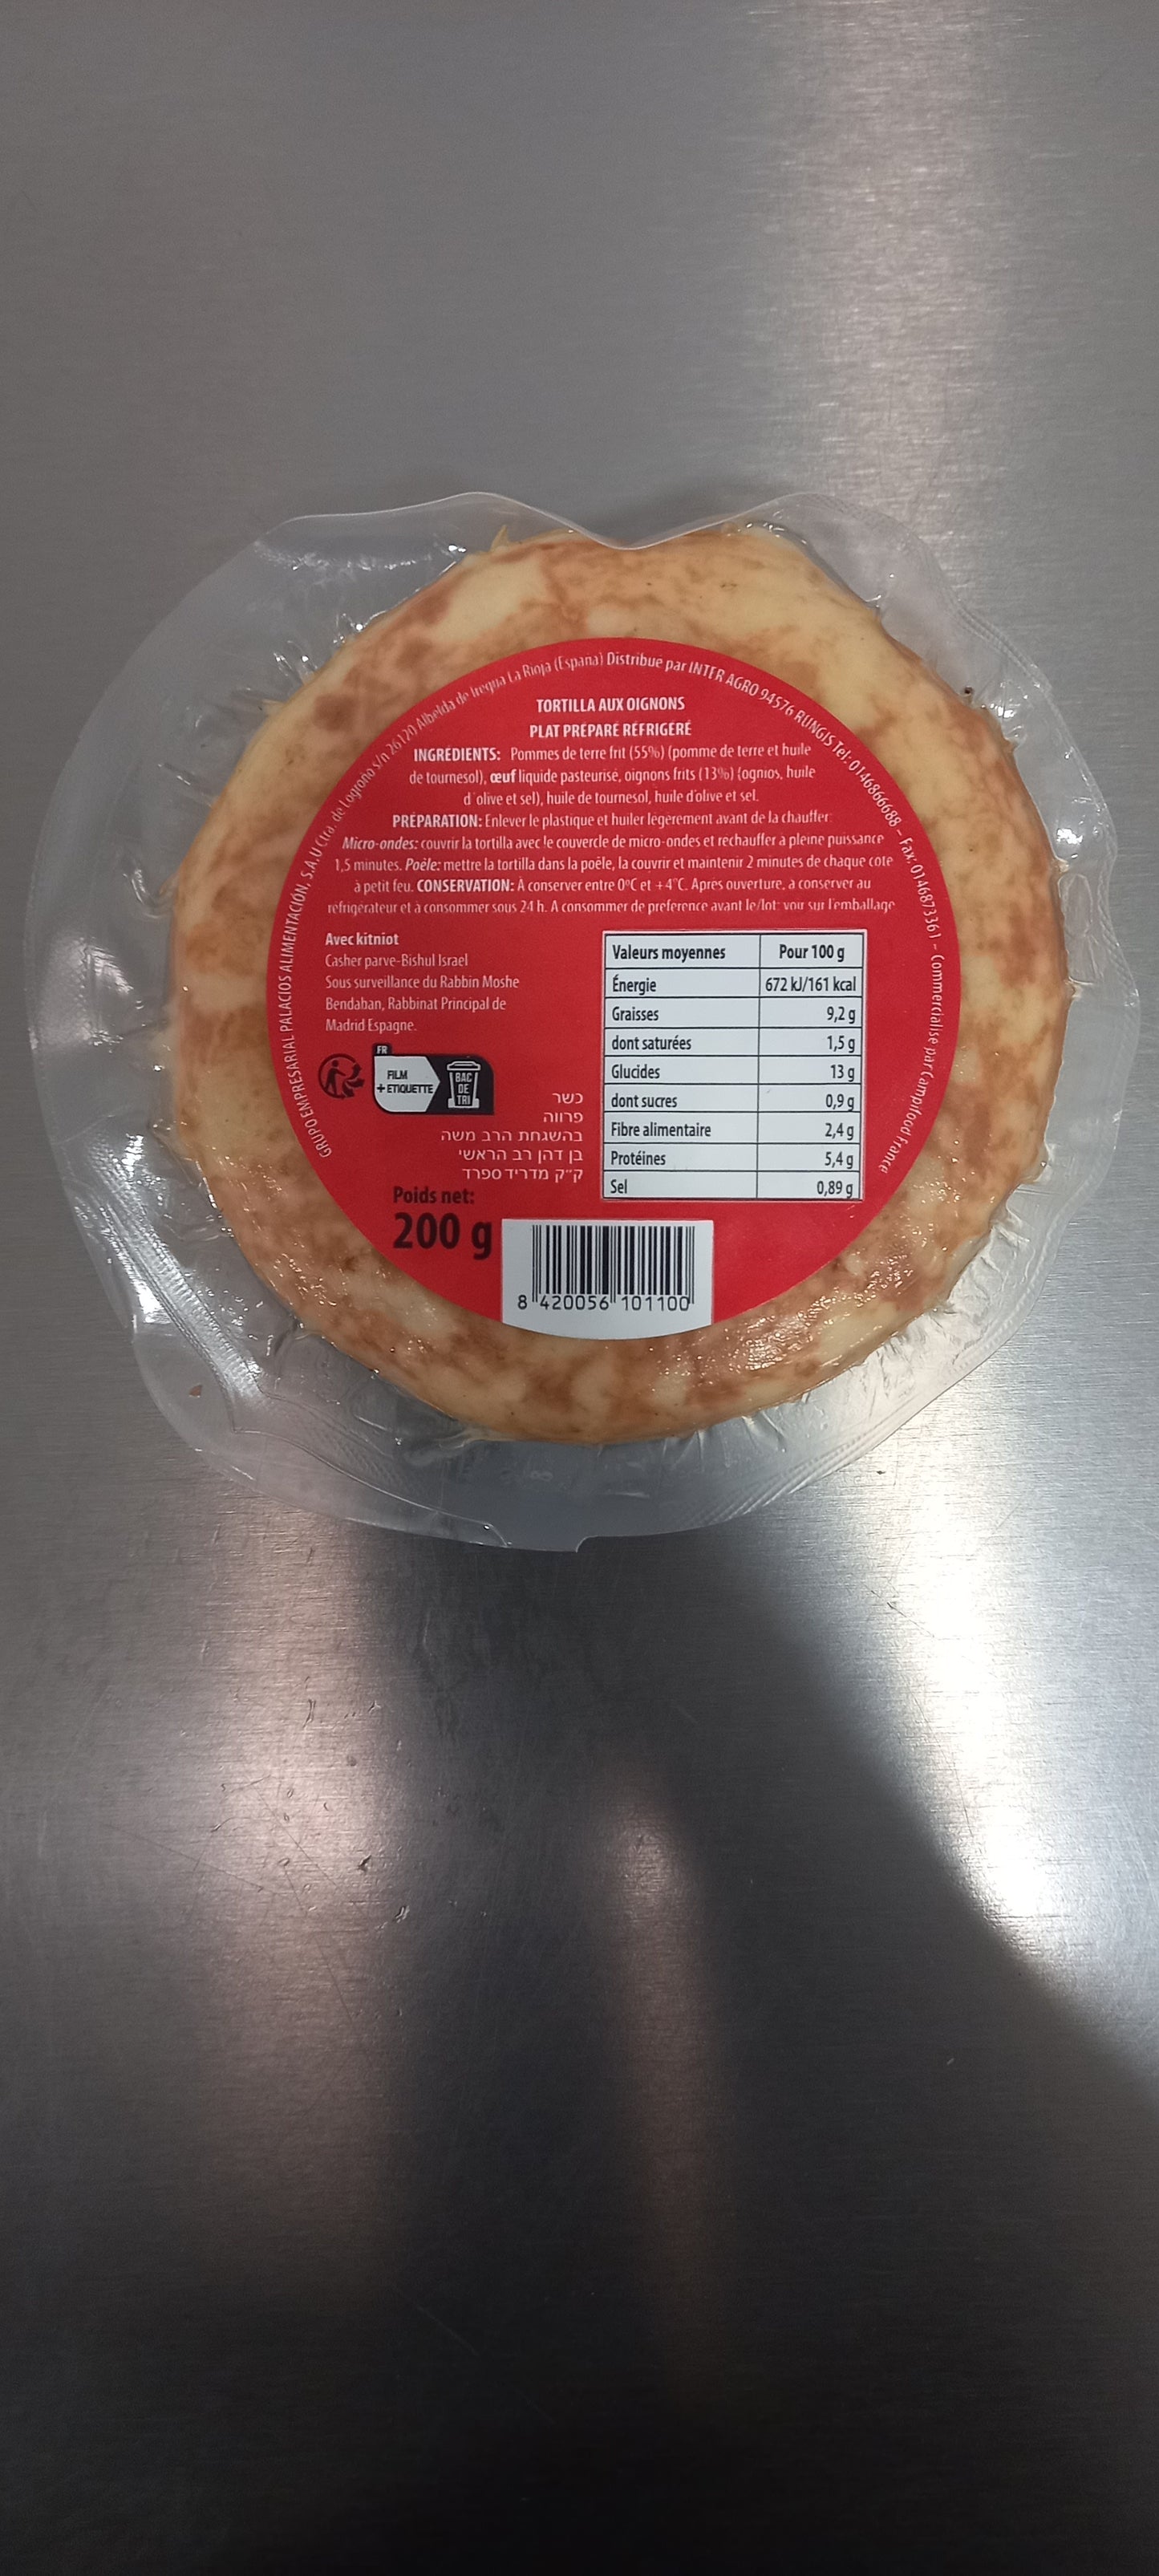 GRUPO EMPRESARIAL PALACIOS ALIMENTACIÓN, S.A.U Ctra. de Logroño s/n 26120 Albelda de Iregua La Rioja (España) Distribué par INTER AGRO 94576 RUNGIS Tel: 0146866688 – Fax: 0146873361 – Commercialisé par Campifood France
TORTILLA AUX OIGNONS
PLAT PRÉPARÉ RÉFRIGÉRÉ
INGRÉDIENTS: Pommes de terre frit (55%) (pomme de terre et huile
de tournesol), œuf liquide pasteurisé, oignons frits (13%) (ognios, huile
d'olive et sel), huile de tournesol, huile d'olive et sel.
PRÉPARATION: Enlever le plastique et huiler légèrement avant de la chauffer:
Micro-ondes: couvrir la tortilla avec le couvercle de micro-ondes et réchauffer à pleine puissance
1,5 minutes. Poêle: mettre la tortilla dans la poêle, la couvrir et maintenir 2 minutes de chaque côté
à petit feu. CONSERVATION: À conserver entre 0°C et +4°C. Après ouverture, à conserver au
réfrigérateur et à consommer sous 24 h. A consommer de préférence avant le/lot: voir sur l'emballage
Avec kitniot
Casher parve-Bishul Israel
Sous surveillance du Rabbin Moshe
Bendahan, Rabbinat Principal de
Madrid Espagne.
FR
FILM
+ ETIQUETTE
BAC
DE
TRI
כשר
פרווה
בהשגחת הרב משה
בן דהן רב הראשי
ק״ק מדריד ספרד
Valeurs moyennes Pour 100 g
Énergie 672 kJ/161 kcal
Graisses 9,2 g
dont saturées 1,5 g
Glucides 13 g
dont sucres 0,9 g
Fibre alimentaire 2,4 g
Protéines 5,4 g
Sel 0,89 g
Poids net:
200 g
8 420056 101100